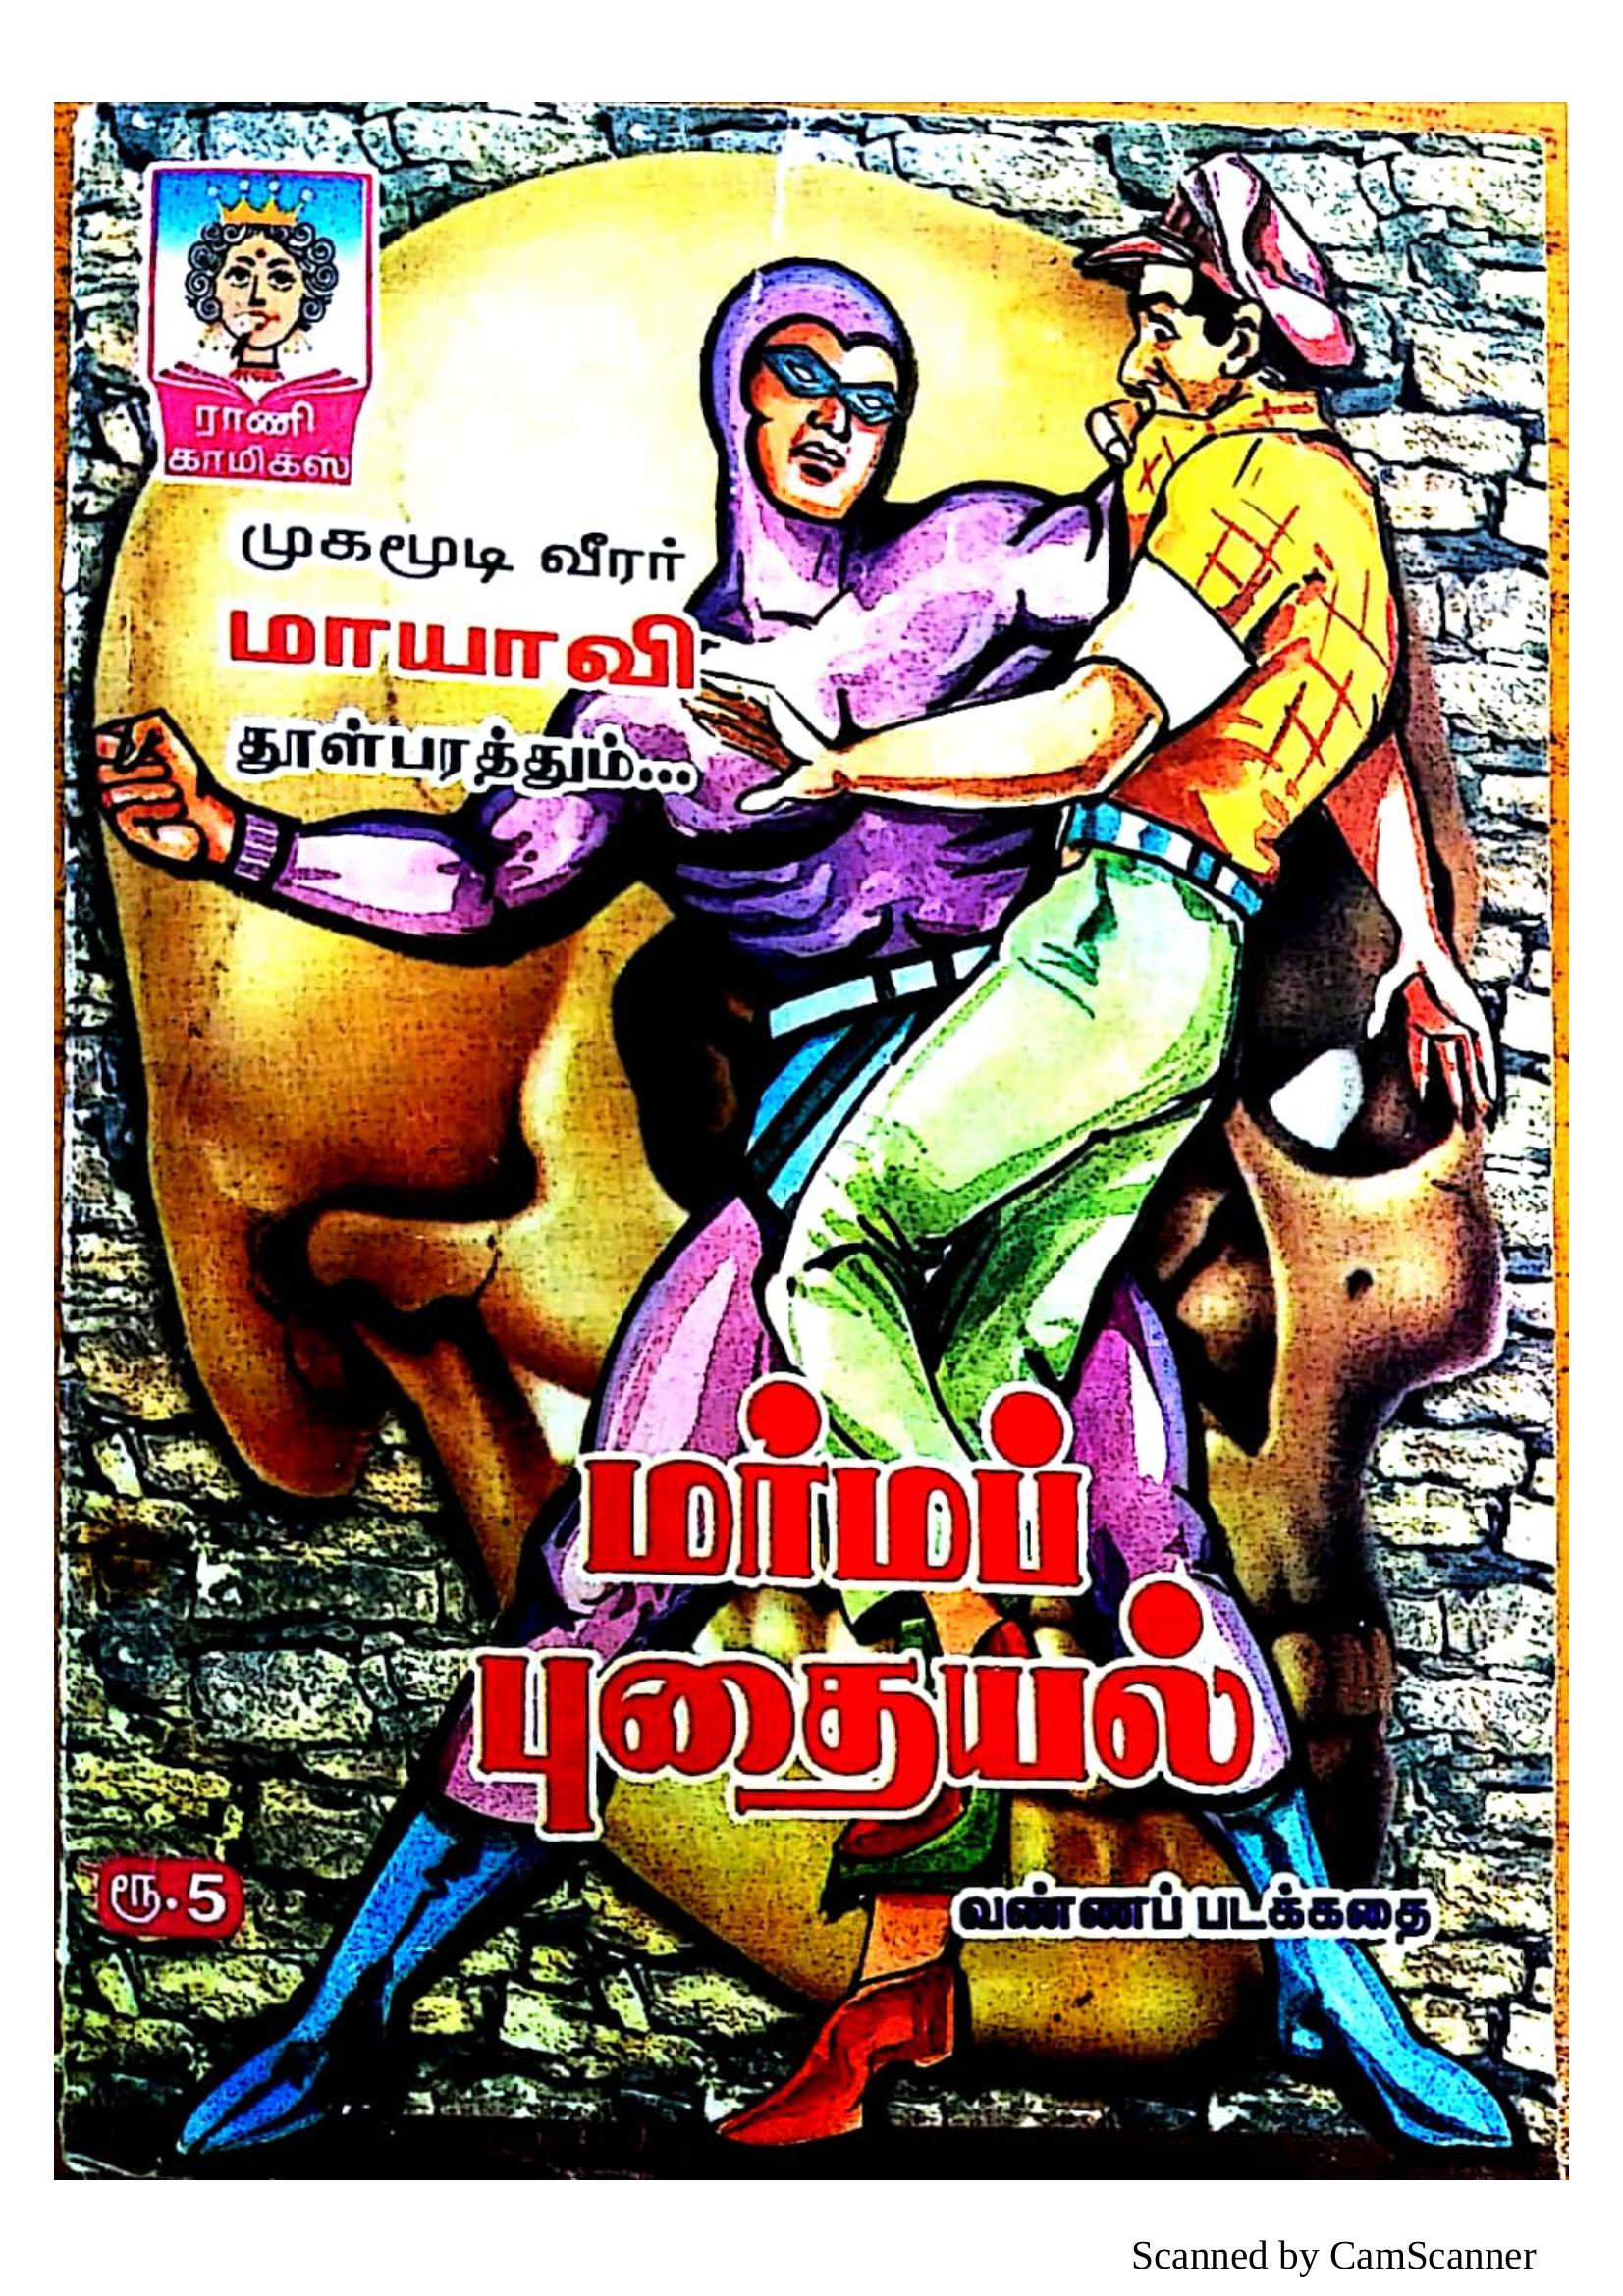 ராணி
காமிக்ஸ்
முகமூடி வீரர்
மாயாவி
தூள்பரத்தும்...
மர்மப்
புதையல்
ரூ.5
வண்ணப் படக்கதை
Scanned by CamScanner